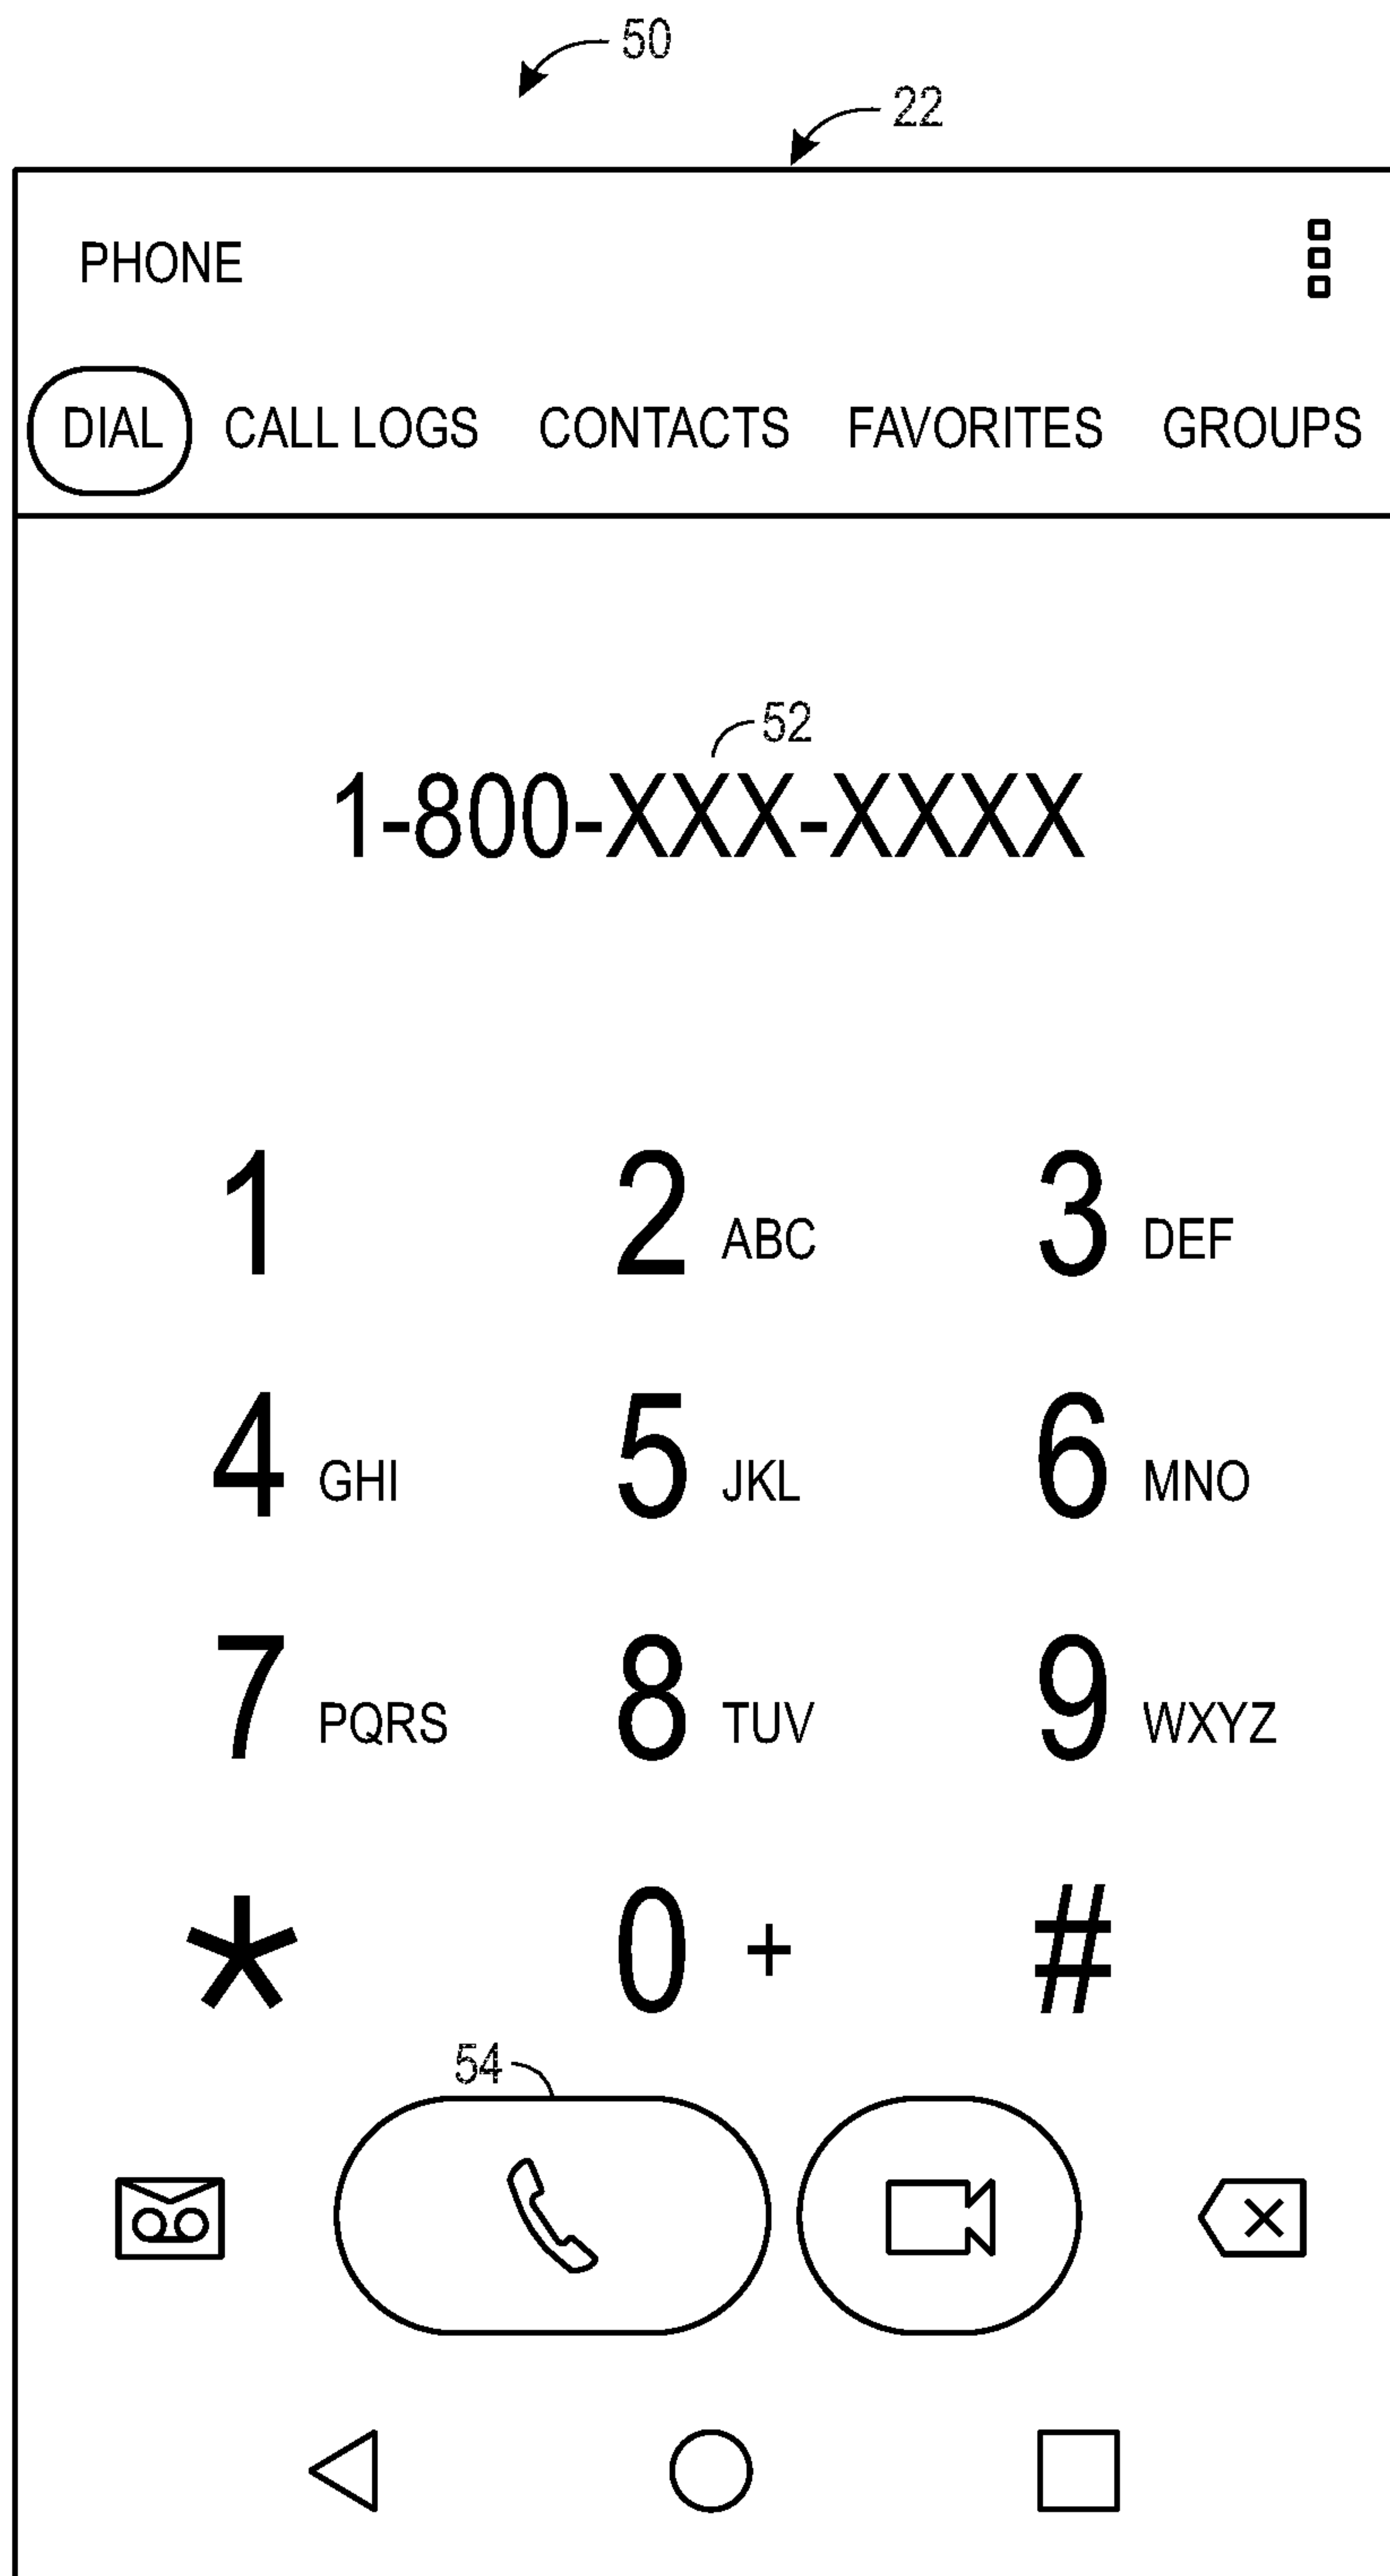 50
22
PHONE
DIAL CALL LOGS CONTACTS FAVORITES GROUPS
52
1-800-XXX-XXXX
1 2 ABC 3 DEF
4 GHI 5 JKL 6 MNO
7 PQRS 8 TUV 9 WXYZ
* 0 + #
54